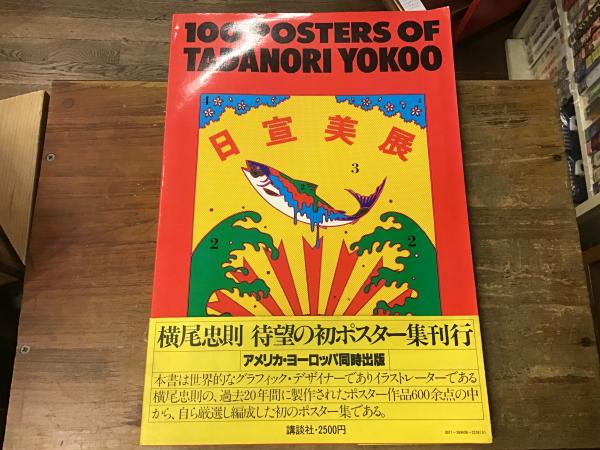 100 POSTERS OF
TADANORI YOKOO
4
4
日宣美展
3
2
2
2
横尾忠則 待望の初ポスター集刊行
アメリカ・ヨーロッパ同時出版
本書は世界的なグラフィック・デザイナーでありイラストレーターである
横尾忠則の、過去20年間に製作されたポスター作品600余点の中
から、自ら厳選し編成した初のポスター集である。
講談社・2500円